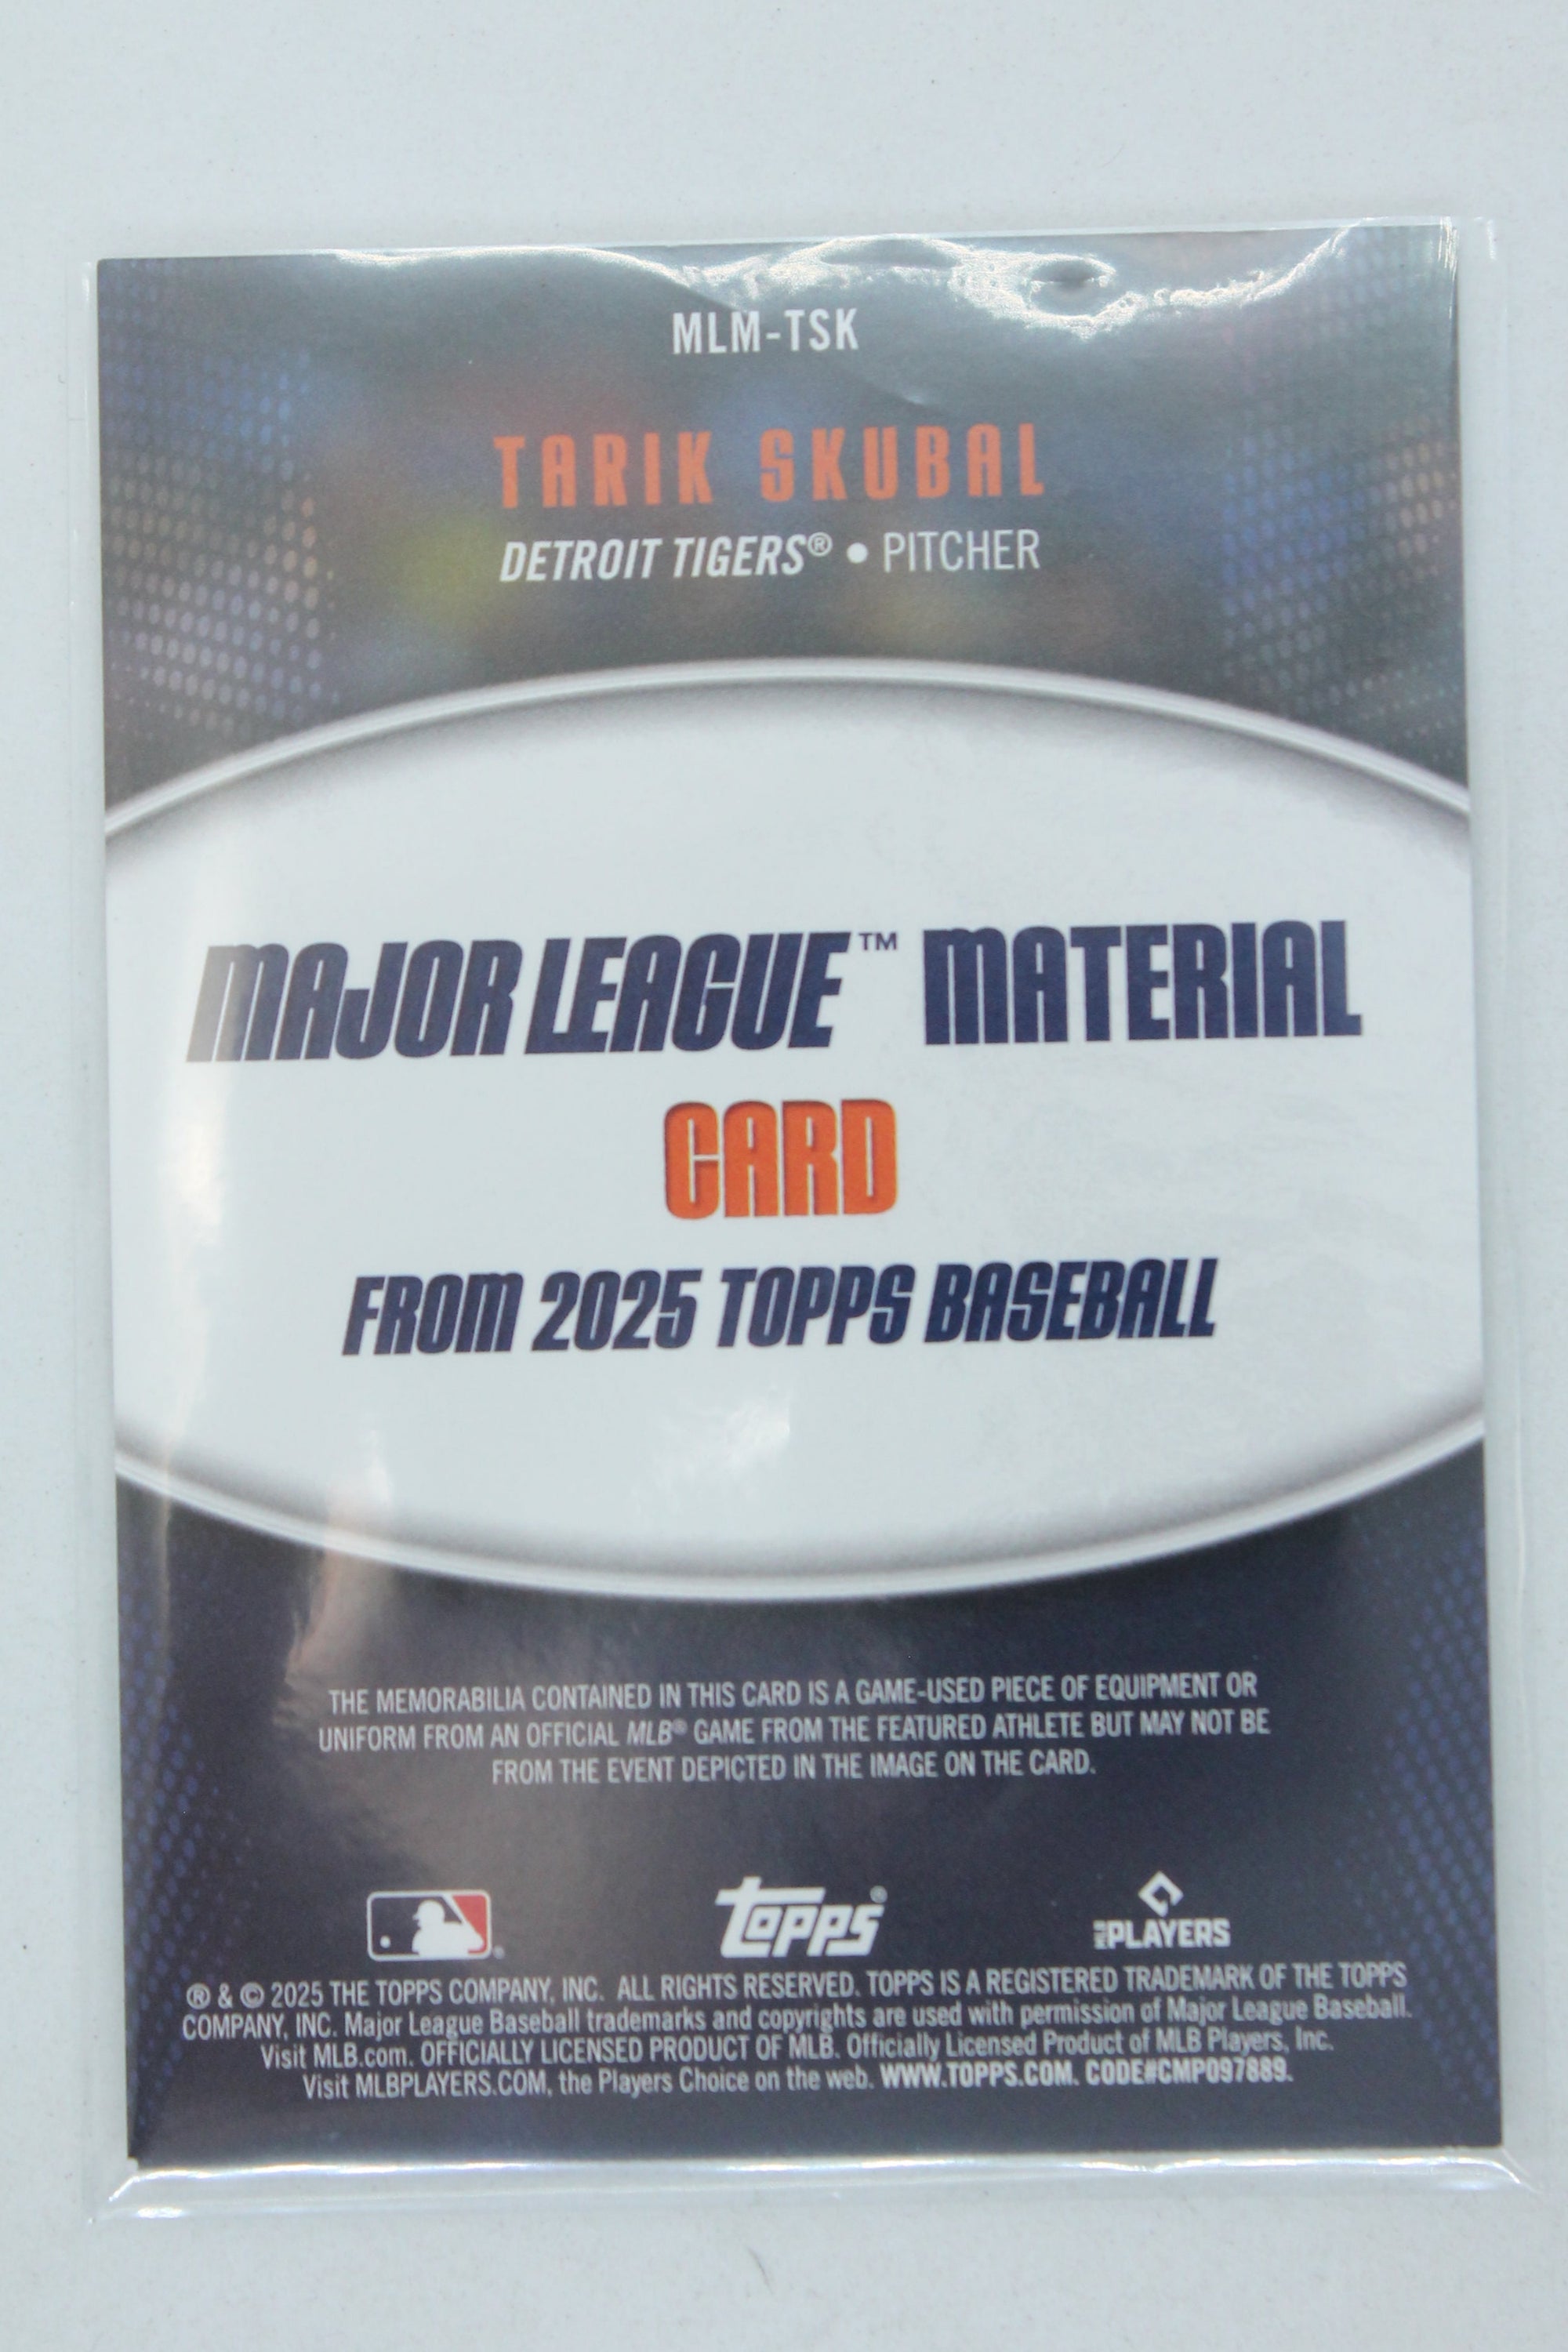 MLM-TSK
TARIK SKUBAL
DETROIT TIGERS® • PITCHER
MAJOR LEAGUE™ MATERIAL
CARD
FROM 2025 TOPPS BASEBALL
THE MEMORABILIA CONTAINED IN THIS CARD IS A GAME-USED PIECE OF EQUIPMENT OR
UNIFORM FROM AN OFFICIAL MLB® GAME FROM THE FEATURED ATHLETE BUT MAY NOT BE
FROM THE EVENT DEPICTED IN THE IMAGE ON THE CARD.
® topps® MLB PLAYERS
® & © 2025 THE TOPPS COMPANY, INC. ALL RIGHTS RESERVED. TOPPS IS A REGISTERED TRADEMARK OF THE TOPPS
COMPANY, INC. Major League Baseball trademarks and copyrights are used with permission of Major League Baseball.
Visit MLB.com. OFFICIALLY LICENSED PRODUCT OF MLB. Officially Licensed Product of MLB Players, Inc.
Visit MLBPLAYERS.COM, the Players Choice on the web. WWW.TOPPS.COM. CODE#CMP097889.